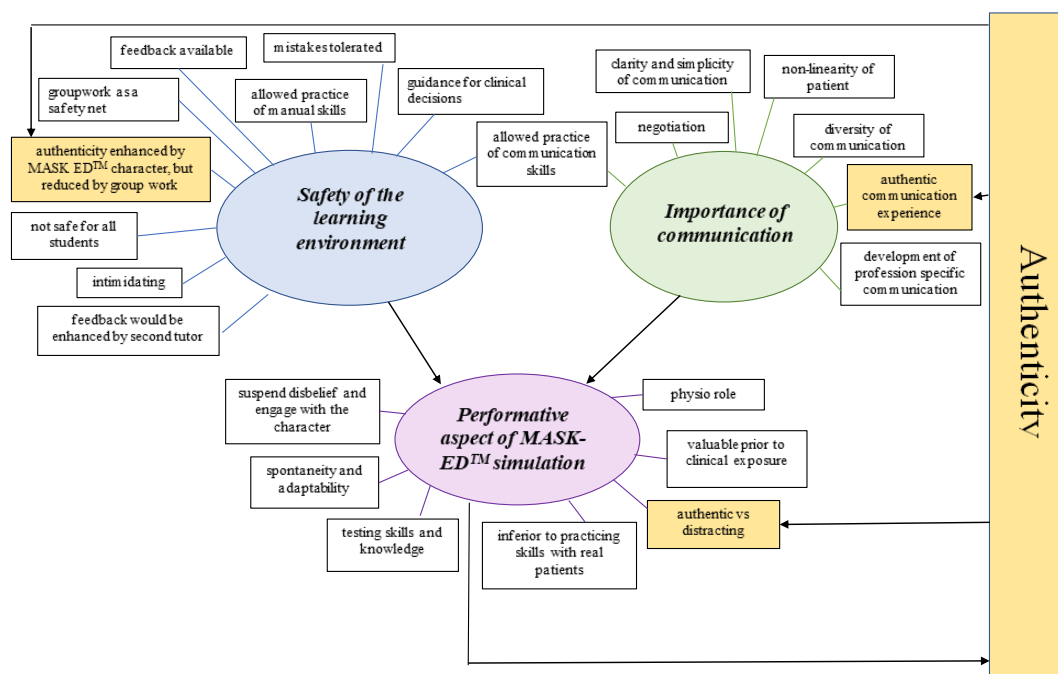 feedback available
mistakes tolerated
groupwork as a
safety net
allowed practice
of manual skills
guidance for clinical
decisions
authenticity enhanced by
MASK ED™ character, but
reduced by group work
allowed practice
of communication
skills
not safe for all
students
intimidating
feedback would be
enhanced by second tutor
Safety of the
learning
environment
clarity and simplicity
of communication
non-linearity of
patient
negotiation
diversity of
communication
authentic
communication
experience
development of
profession specific
communication
Importance of
communication
suspend disbelief and
engage with the
character
spontaneity and
adaptability
testing skills and
knowledge
inferior to practicing
skills with real
patients
physio role
valuable prior to
clinical exposure
authentic vs
distracting
Performative
aspect of MASK-
ED™ simulation
Authenticity